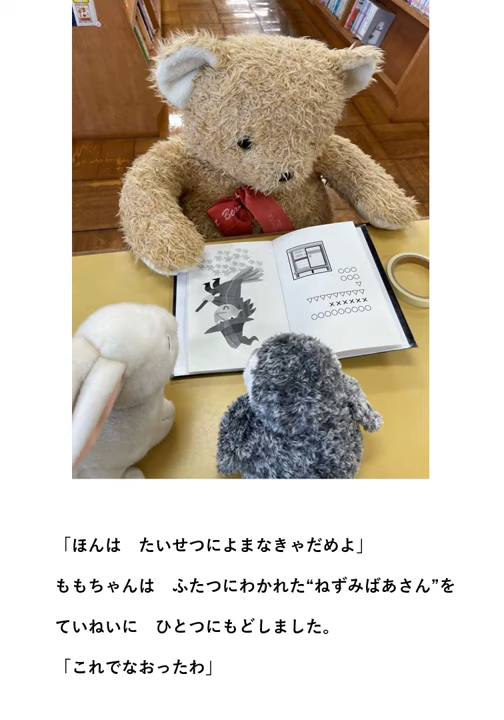 ○○○
○○○
▽
▽▽▽▽▽▽▽▽▽
××××××
○○○○○○○○○
「ほんは　たいせつによまなきゃだめよ」
ももちゃんは　ふたつにわかれた“ねずみばあさん”を
ていねいに　ひとつにもどしました。
「これでなおったわ」